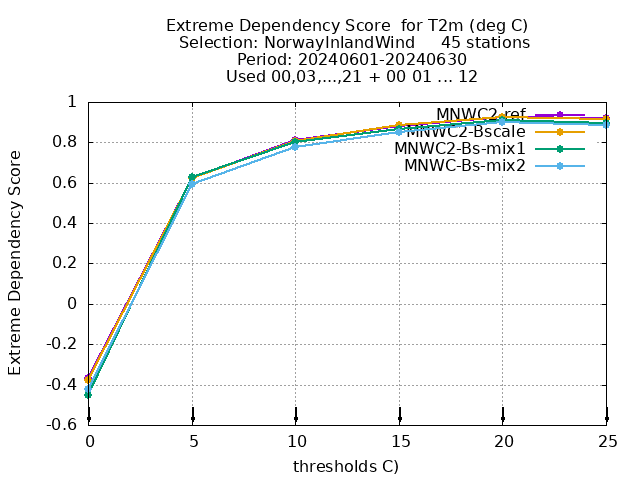 Extreme Dependency Score  for T2m (deg C)
Selection: NorwayInlandWind     45 stations
Period: 20240601-20240630
Used 00,03,...,21 + 00 01 ... 12
Extreme Dependency Score
1
0.8
0.6
0.4
0.2
0
-0.2
-0.4
-0.6
MNWC2-ref
MNWC2-Bscale
MNWC2-Bs-mix1
MNWC-Bs-mix2
0 5 10 15 20 25
thresholds C)